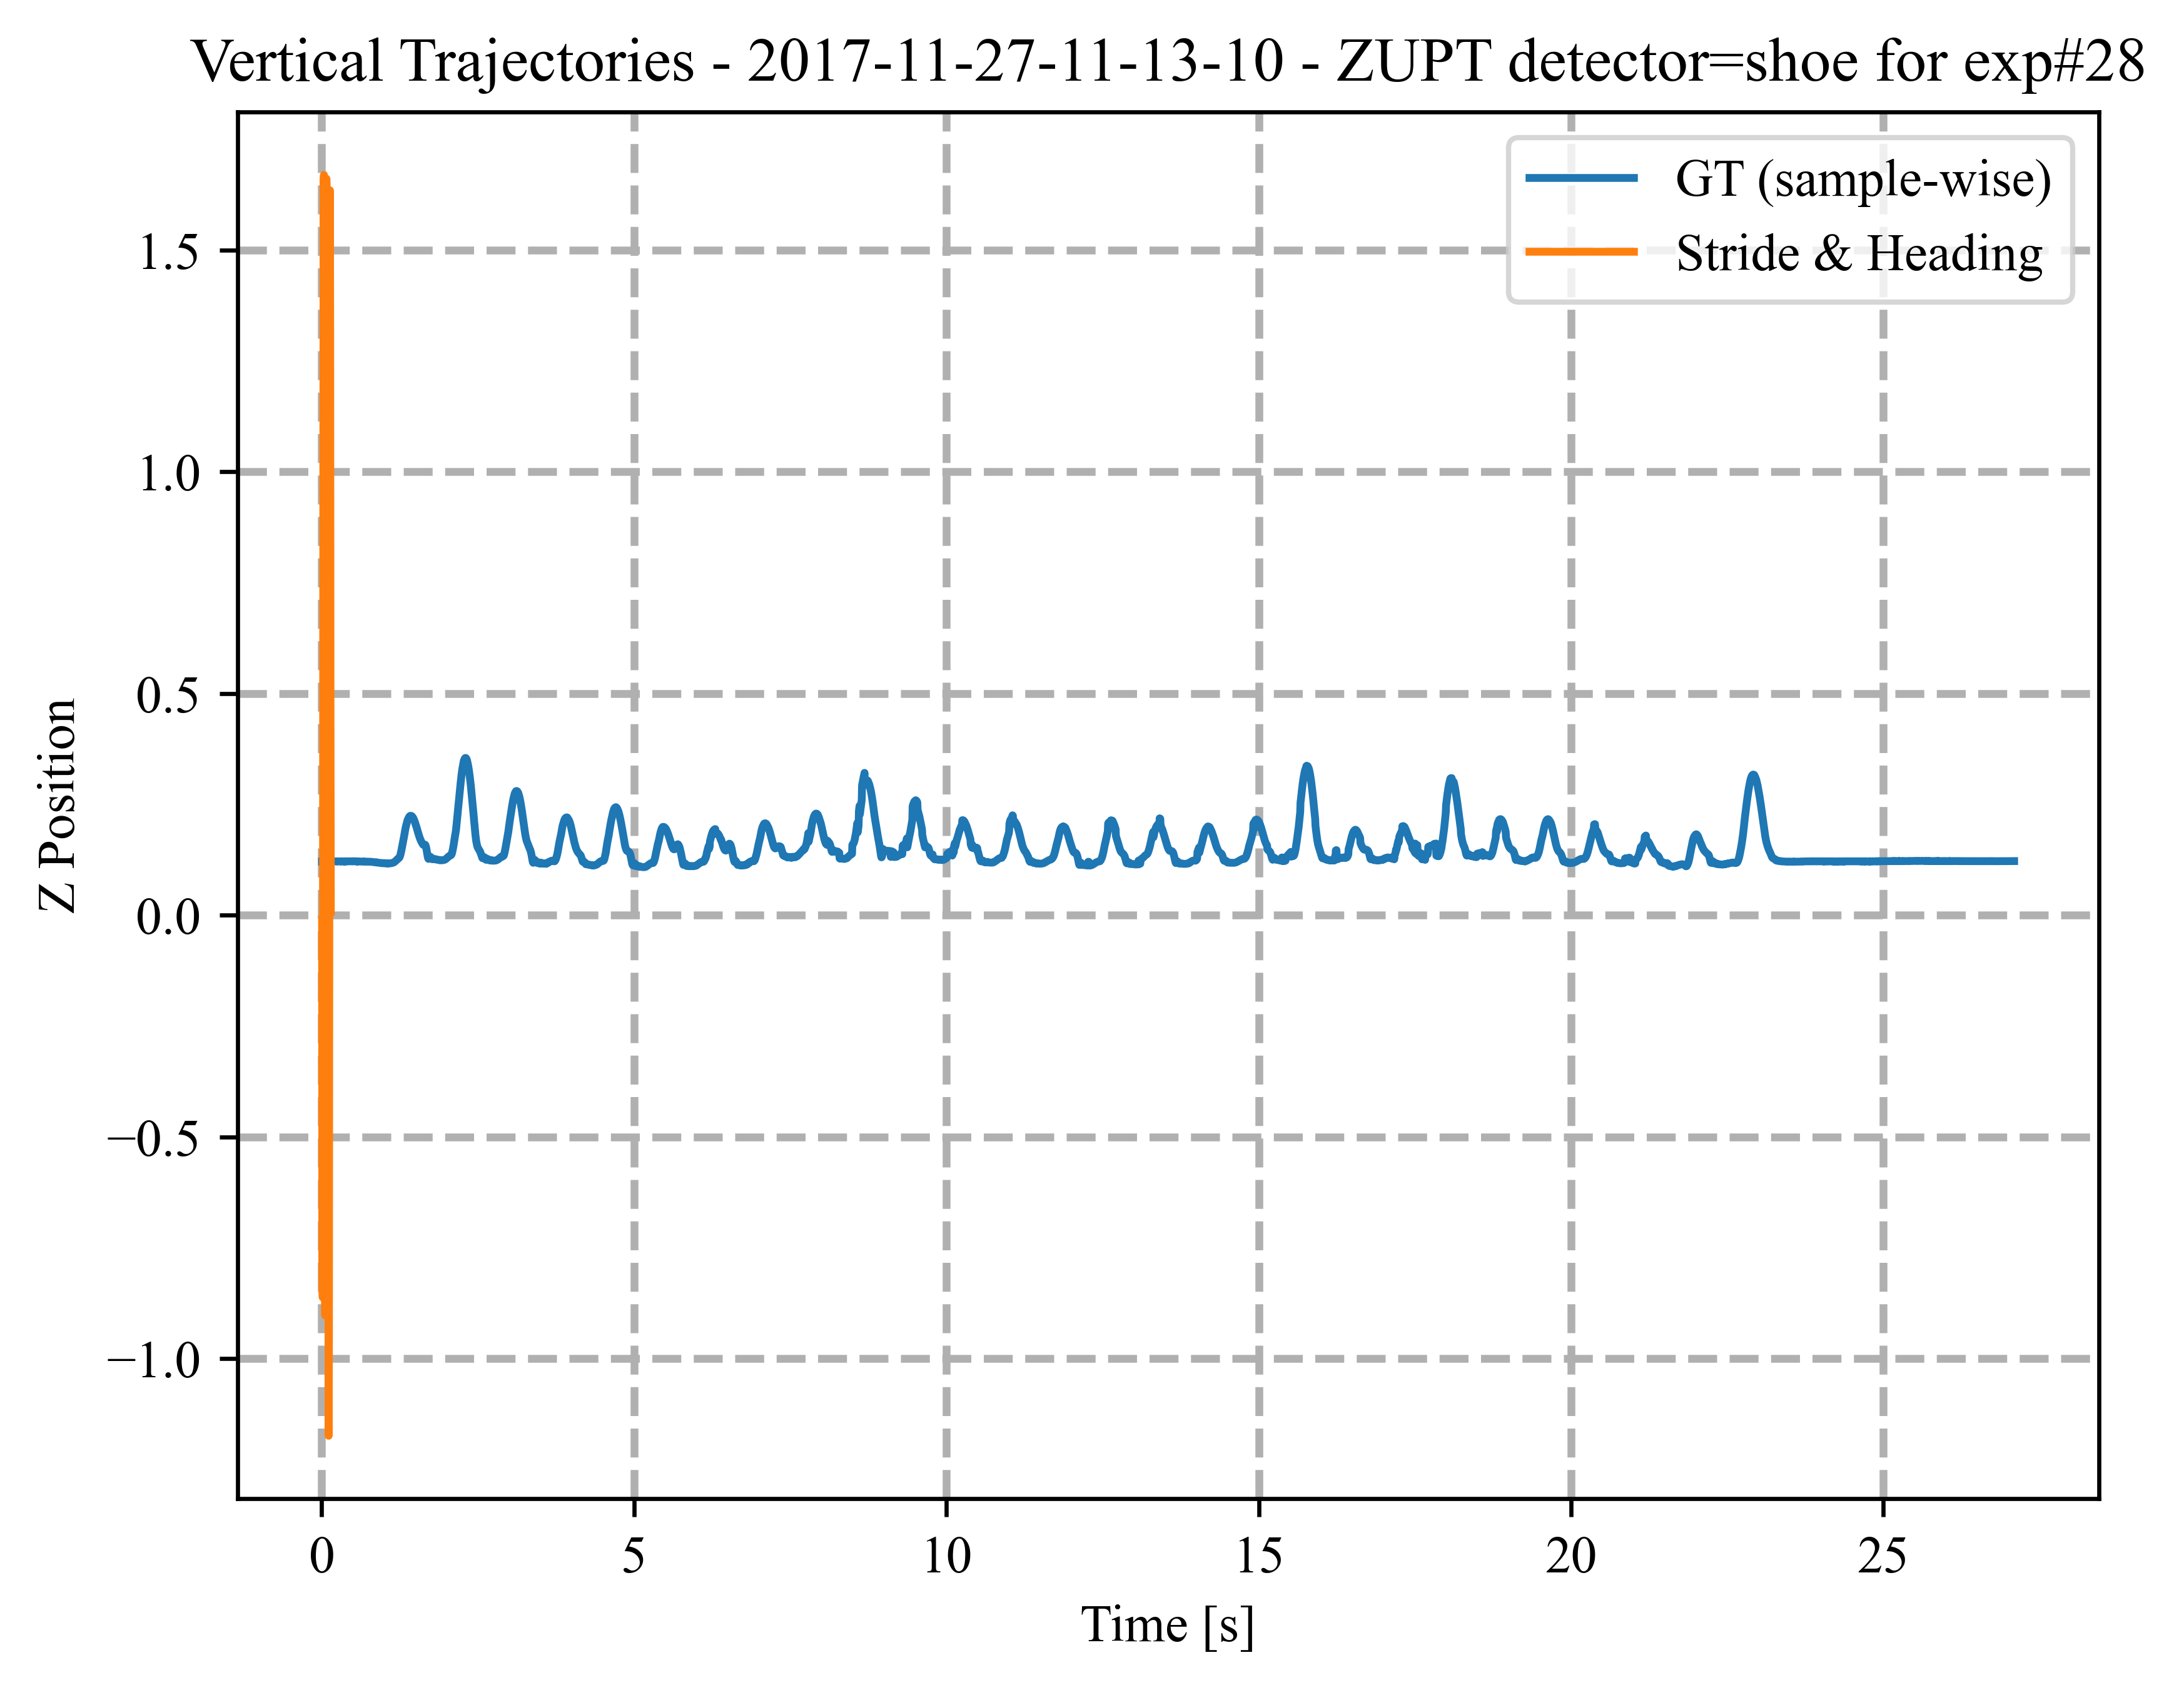 Vertical Trajectories - 2017-11-27-11-13-10 - ZUPT detector=shoe for exp#28
GT (sample-wise)
Stride & Heading
Z Position
1.5
1.0
0.5
0.0
−0.5
−1.0
0 5 10 15 20 25
Time [s]